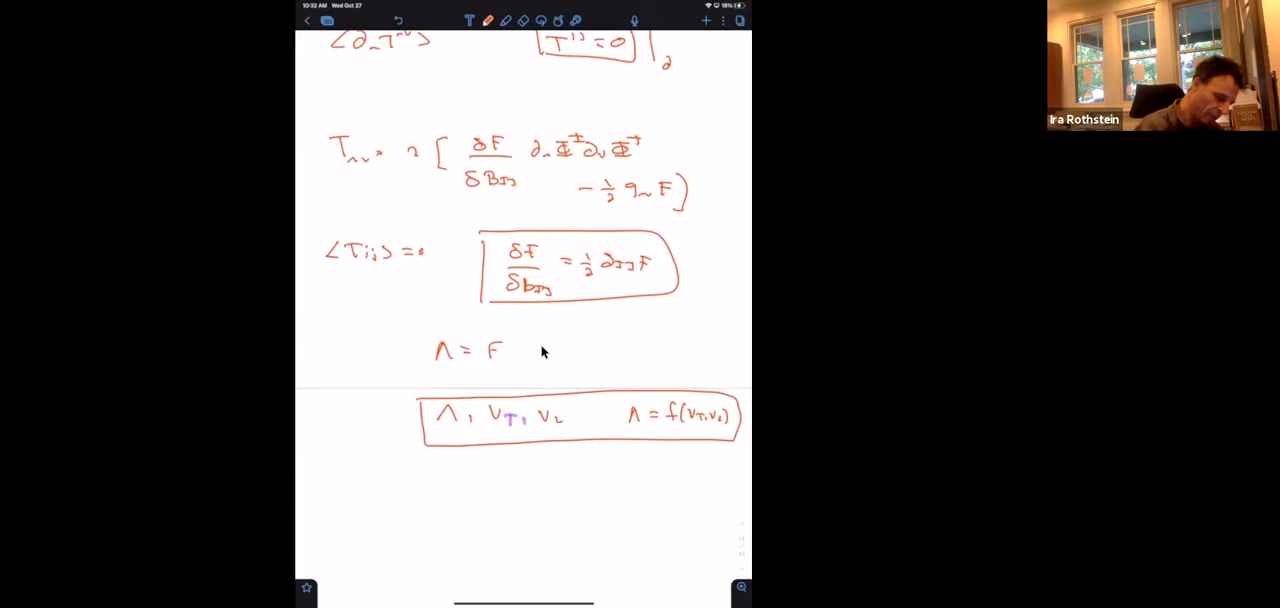 10:32 AM Wed Oct 27
16%
Ira Rothstein
⟨∂_μ T^{μν}⟩ T^{ij} = 0 |_∂
T_{μν} = 2 [ δF/δB_{IJ} ∂_μ Φ^I ∂_ν Φ^J
- 1/2 g_{μν} F ]
⟨T_{ij}⟩ = 0 δF/δb_{IJ} = 1/2 ∂_{IJ} F
Λ = F
Λ, v_T, v_L Λ = f(v_T, v_L)